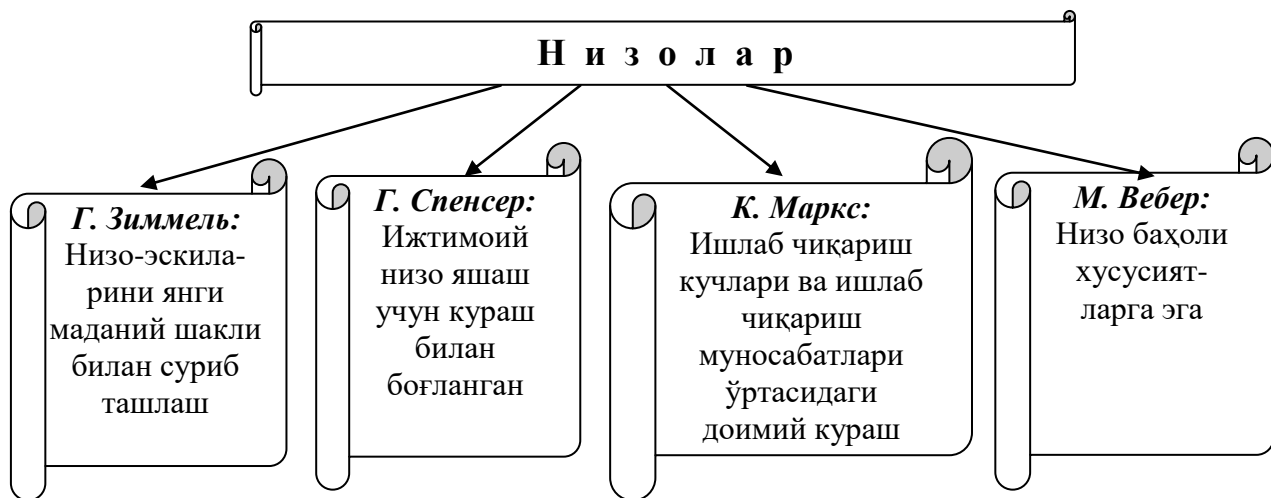 Н и з о л а р
Г. Зиммель:
Низо-эскила-
рини янги
маданий шакли
билан суриб
ташлаш
Г. Спенсер:
Ижтимоий
низо яшаш
учун кураш
билан
боғланган
К. Маркс:
Ишлаб чиқариш
кучлари ва ишлаб
чиқариш
муносабатлари
ўртасидаги
доимий кураш
М. Вебер:
Низо баҳоли
хусусият-
ларга эга